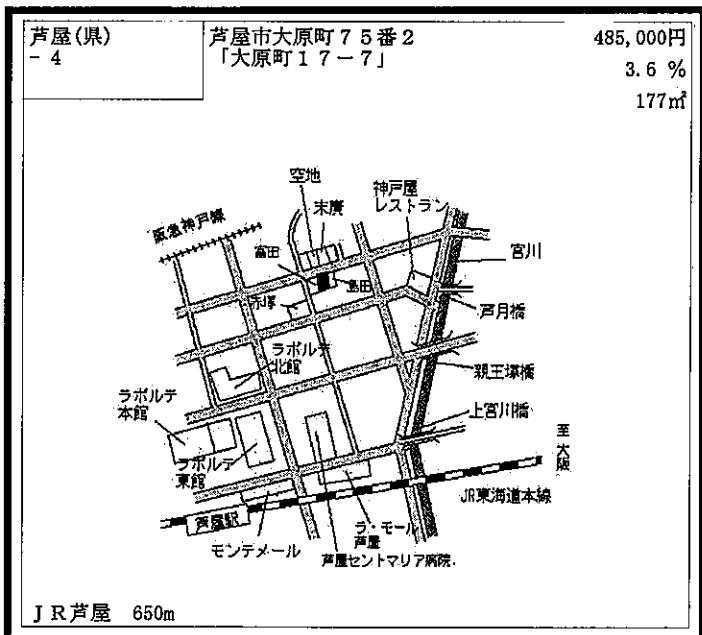 芦屋(県)
- 4
芦屋市大原町75番2
「大原町17-7」
485,000円
3.6 %
177㎡
空地
末廣
神戸屋
レストラン
阪急神戸線
富田
島田
宮川
赤塚
芦月橋
ラポルテ
北館
親王塚橋
ラポルテ
本館
上宮川橋
至大阪
ラポルテ
東館
JR東海道本線
芦屋駅
モンテメール
ラ・モール
芦屋
芦屋セントマリア病院
JR芦屋 650m